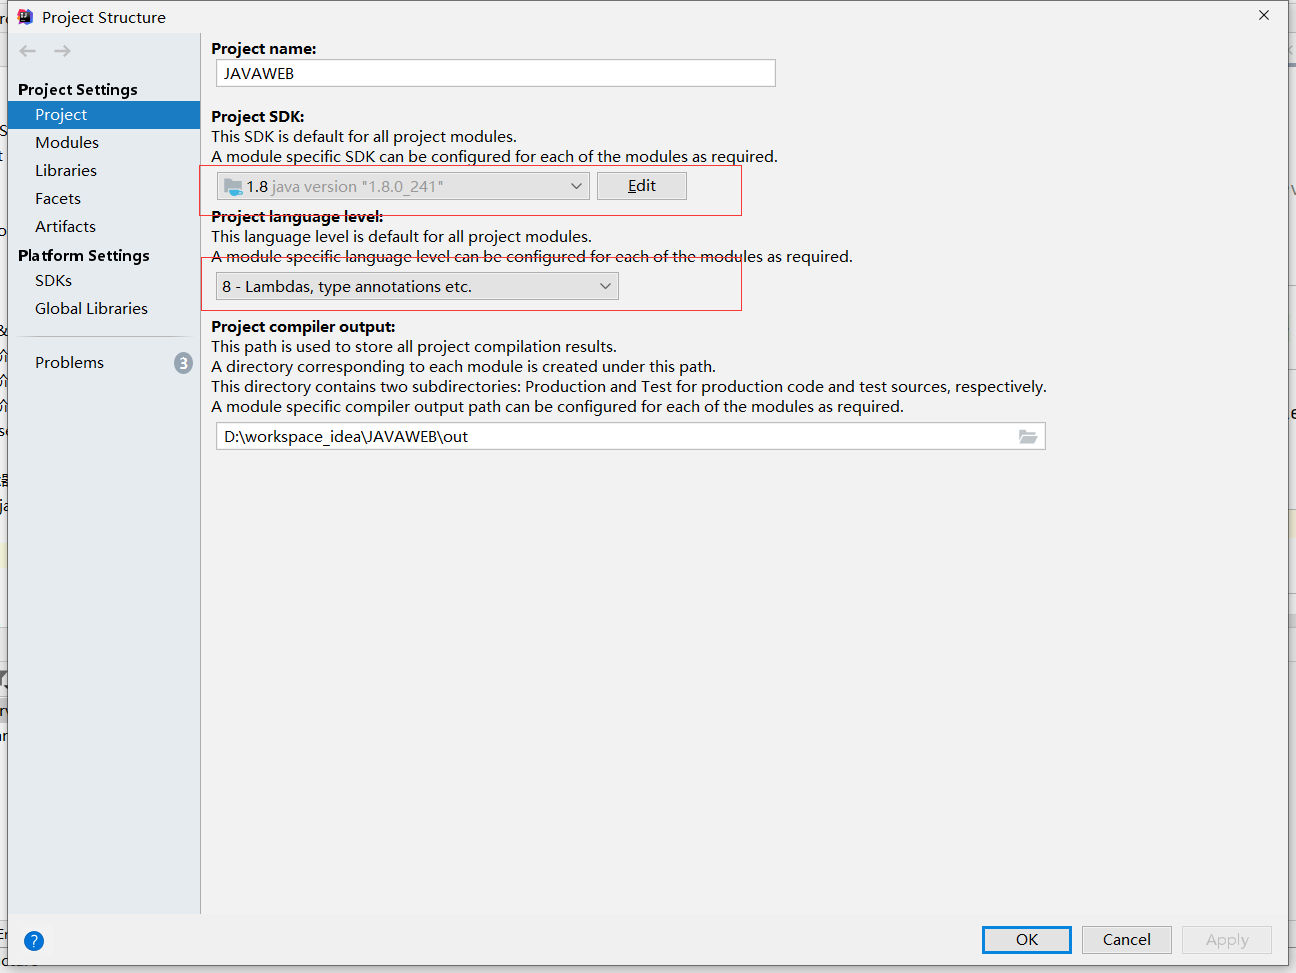 Project Structure
Project Settings
Project
Modules
Libraries
Facets
Artifacts
Platform Settings
SDKs
Global Libraries
Problems
3
Project name:
JAVAWEB
Project SDK:
This SDK is default for all project modules.
A module specific SDK can be configured for each of the modules as required.
1.8 java version "1.8.0_241"
Edit
Project language level:
This language level is default for all project modules.
A module specific language level can be configured for each of the modules as required.
8 - Lambdas, type annotations etc.
Project compiler output:
This path is used to store all project compilation results.
A directory corresponding to each module is created under this path.
This directory contains two subdirectories: Production and Test for production code and test sources, respectively.
A module specific compiler output path can be configured for each of the modules as required.
D:\workspace_idea\JAVAWEB\out
?
OK
Cancel
Apply